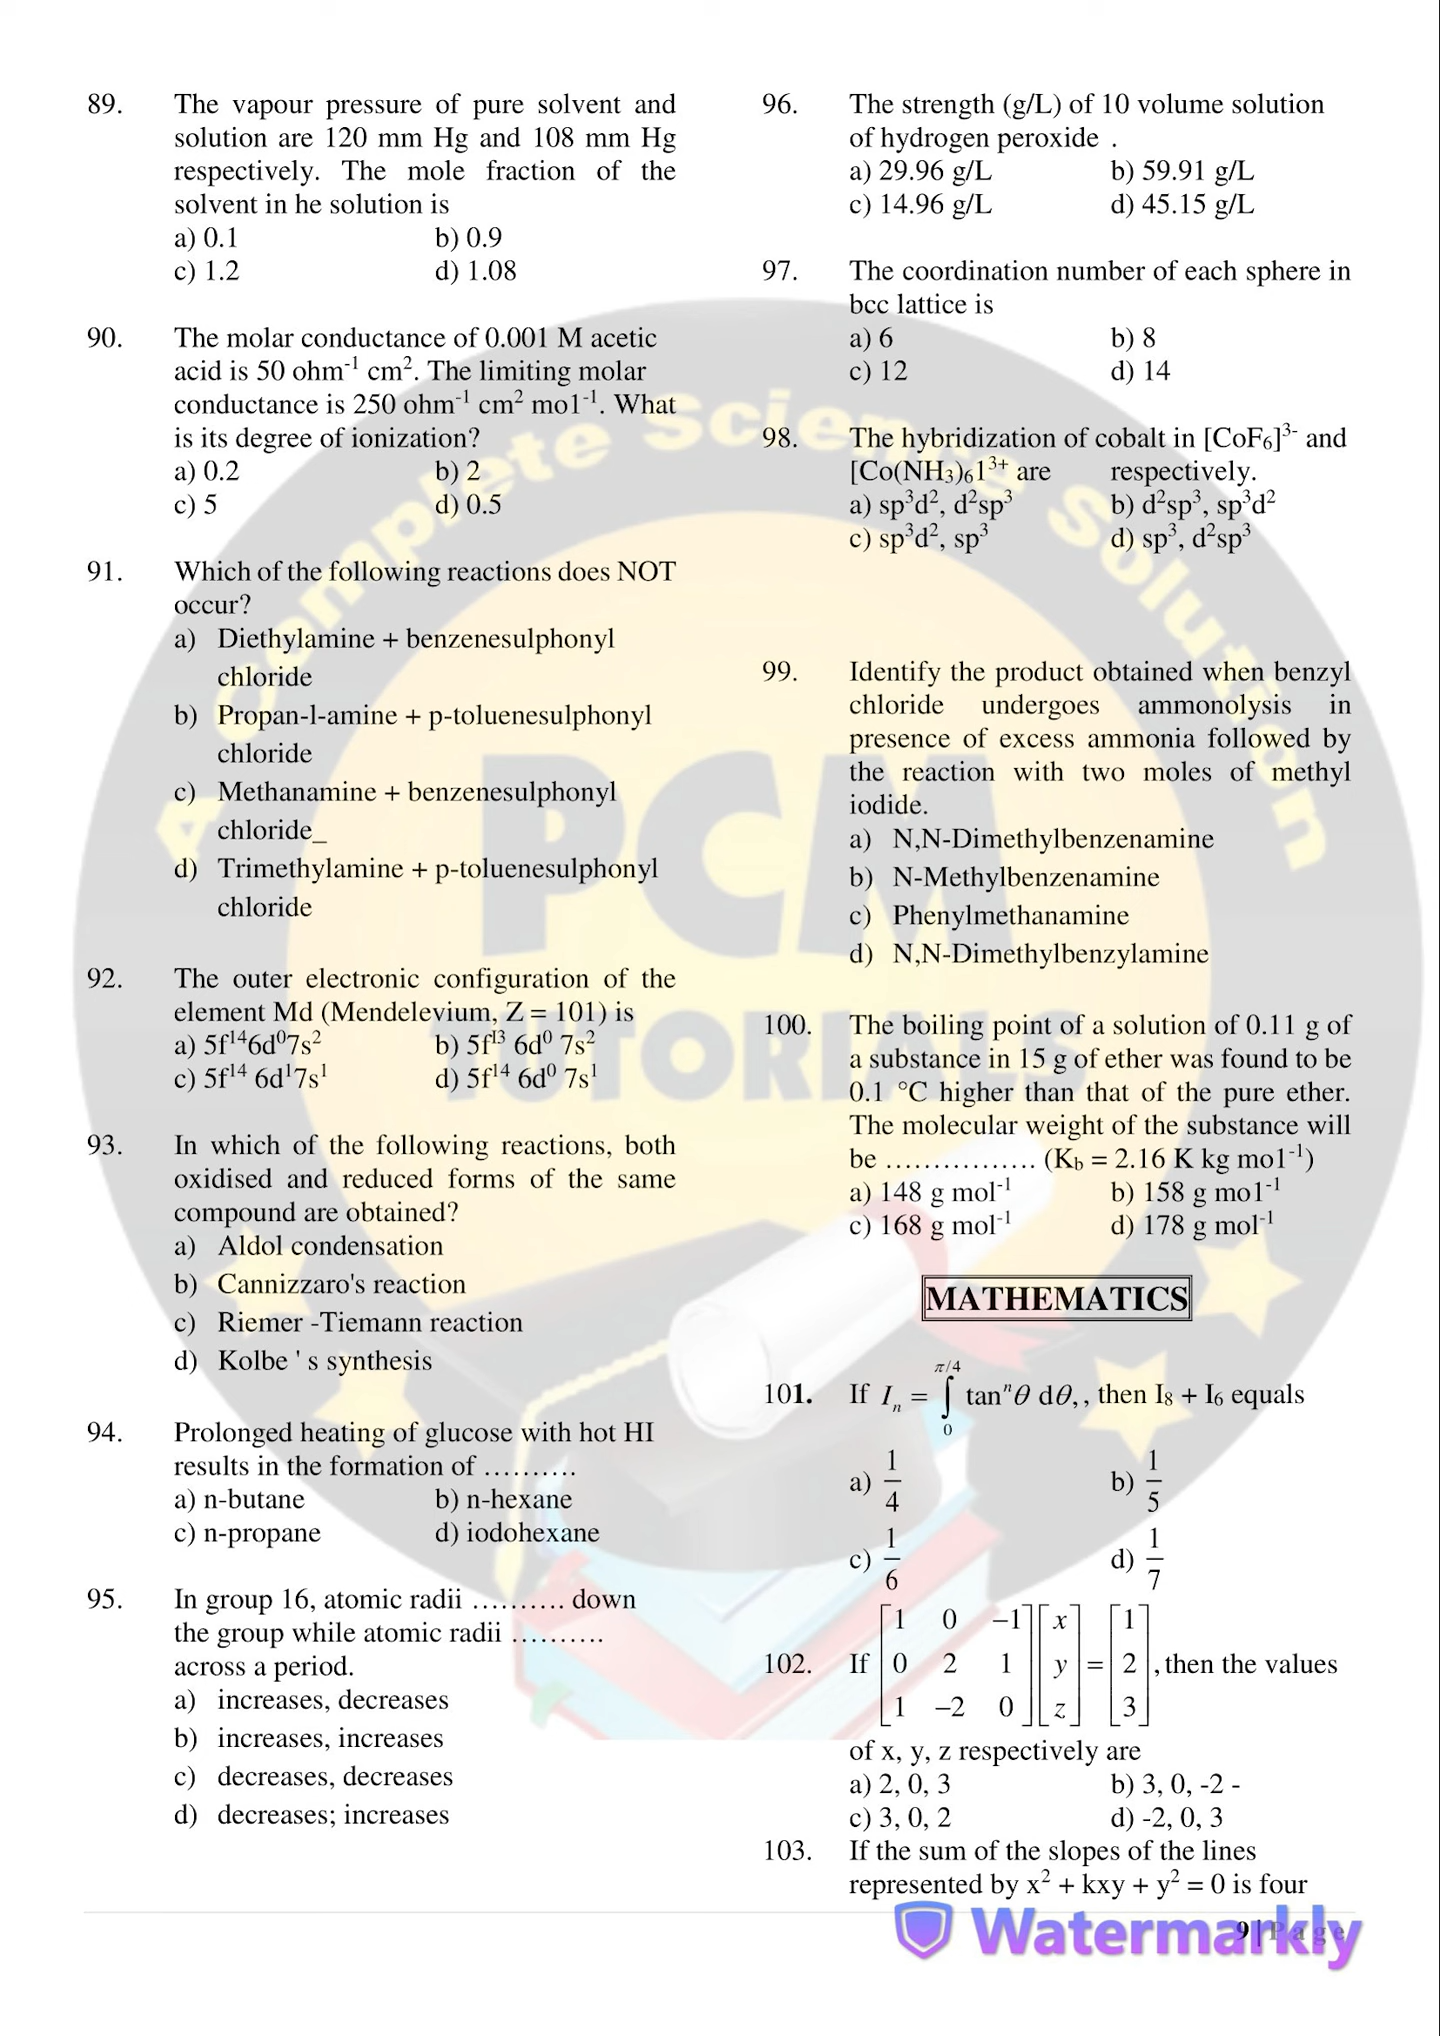 89. The vapour pressure of pure solvent and
solution are 120 mm Hg and 108 mm Hg
respectively. The mole fraction of the
solvent in he solution is
a) 0.1 b) 0.9
c) 1.2 d) 1.08
90. The molar conductance of 0.001 M acetic
acid is 50 ohm⁻¹ cm². The limiting molar
conductance is 250 ohm⁻¹ cm² mo1⁻¹. What
is its degree of ionization?
a) 0.2 b) 2
c) 5 d) 0.5
91. Which of the following reactions does NOT
occur?
a) Diethylamine + benzenesulphonyl
chloride
b) Propan-l-amine + p-toluenesulphonyl
chloride
c) Methanamine + benzenesulphonyl
chloride_
d) Trimethylamine + p-toluenesulphonyl
chloride
92. The outer electronic configuration of the
element Md (Mendelevium, Z = 101) is
a) 5f¹⁴6d⁰7s² b) 5f¹³ 6d⁰ 7s²
c) 5f¹⁴ 6d¹7s¹ d) 5f¹⁴ 6d⁰ 7s¹
93. In which of the following reactions, both
oxidised and reduced forms of the same
compound are obtained?
a) Aldol condensation
b) Cannizzaro's reaction
c) Riemer -Tiemann reaction
d) Kolbe ' s synthesis
94. Prolonged heating of glucose with hot HI
results in the formation of ……….
a) n-butane b) n-hexane
c) n-propane d) iodohexane
95. In group 16, atomic radii ………. down
the group while atomic radii ……….
across a period.
a) increases, decreases
b) increases, increases
c) decreases, decreases
d) decreases; increases
96. The strength (g/L) of 10 volume solution
of hydrogen peroxide .
a) 29.96 g/L b) 59.91 g/L
c) 14.96 g/L d) 45.15 g/L
97. The coordination number of each sphere in
bcc lattice is
a) 6 b) 8
c) 12 d) 14
98. The hybridization of cobalt in [CoF₆]³⁻ and
[Co(NH₃)₆1³⁺ are respectively.
a) sp³d², d²sp³ b) d²sp³, sp³d²
c) sp³d², sp³ d) sp³, d²sp³
99. Identify the product obtained when benzyl
chloride undergoes ammonolysis in
presence of excess ammonia followed by
the reaction with two moles of methyl
iodide.
a) N,N-Dimethylbenzenamine
b) N-Methylbenzenamine
c) Phenylmethanamine
d) N,N-Dimethylbenzylamine
100. The boiling point of a solution of 0.11 g of
a substance in 15 g of ether was found to be
0.1 °C higher than that of the pure ether.
The molecular weight of the substance will
be ……………. (K_b = 2.16 K kg mo1⁻¹)
a) 148 g mol⁻¹ b) 158 g mo1⁻¹
c) 168 g mol⁻¹ d) 178 g mol⁻¹
MATHEMATICS
101. If Iₙ = ∫₀^(π/4) tanⁿθ dθ, , then I₈ + I₆ equals
a) 1/4 b) 1/5
c) 1/6 d) 1/7
102. If [1 0 −1; 0 2 1; 1 −2 0] [x; y; z] = [1; 2; 3], then the values
of x, y, z respectively are
a) 2, 0, 3 b) 3, 0, -2 -
c) 3, 0, 2 d) -2, 0, 3
103. If the sum of the slopes of the lines
represented by x² + kxy + y² = 0 is four
9 | P a g e
Watermarkly
A Complete Science Solution
PCM
TUTORIALS